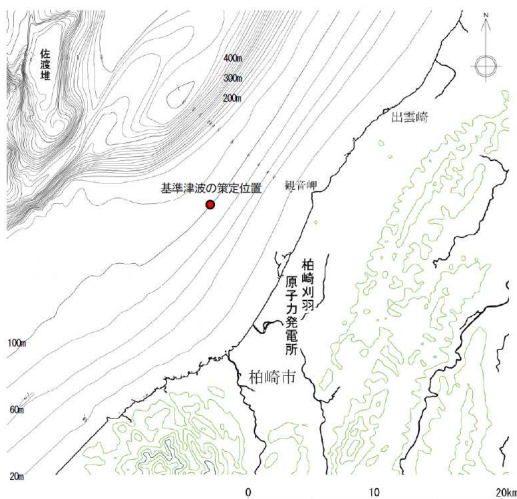 N
佐渡堆
400m
300m
200m
出雲崎
基準津波の策定位置
観音岬
柏崎刈羽
原子力発電所
100m
柏崎市
60m
20m
0
10
20km